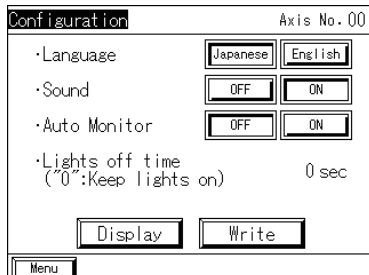 Configuration Axis No. 00
·Language Japanese English
·Sound OFF ON
·Auto Monitor OFF ON
·Lights off time
("0":Keep lights on) 0 sec
Display Write
Menu